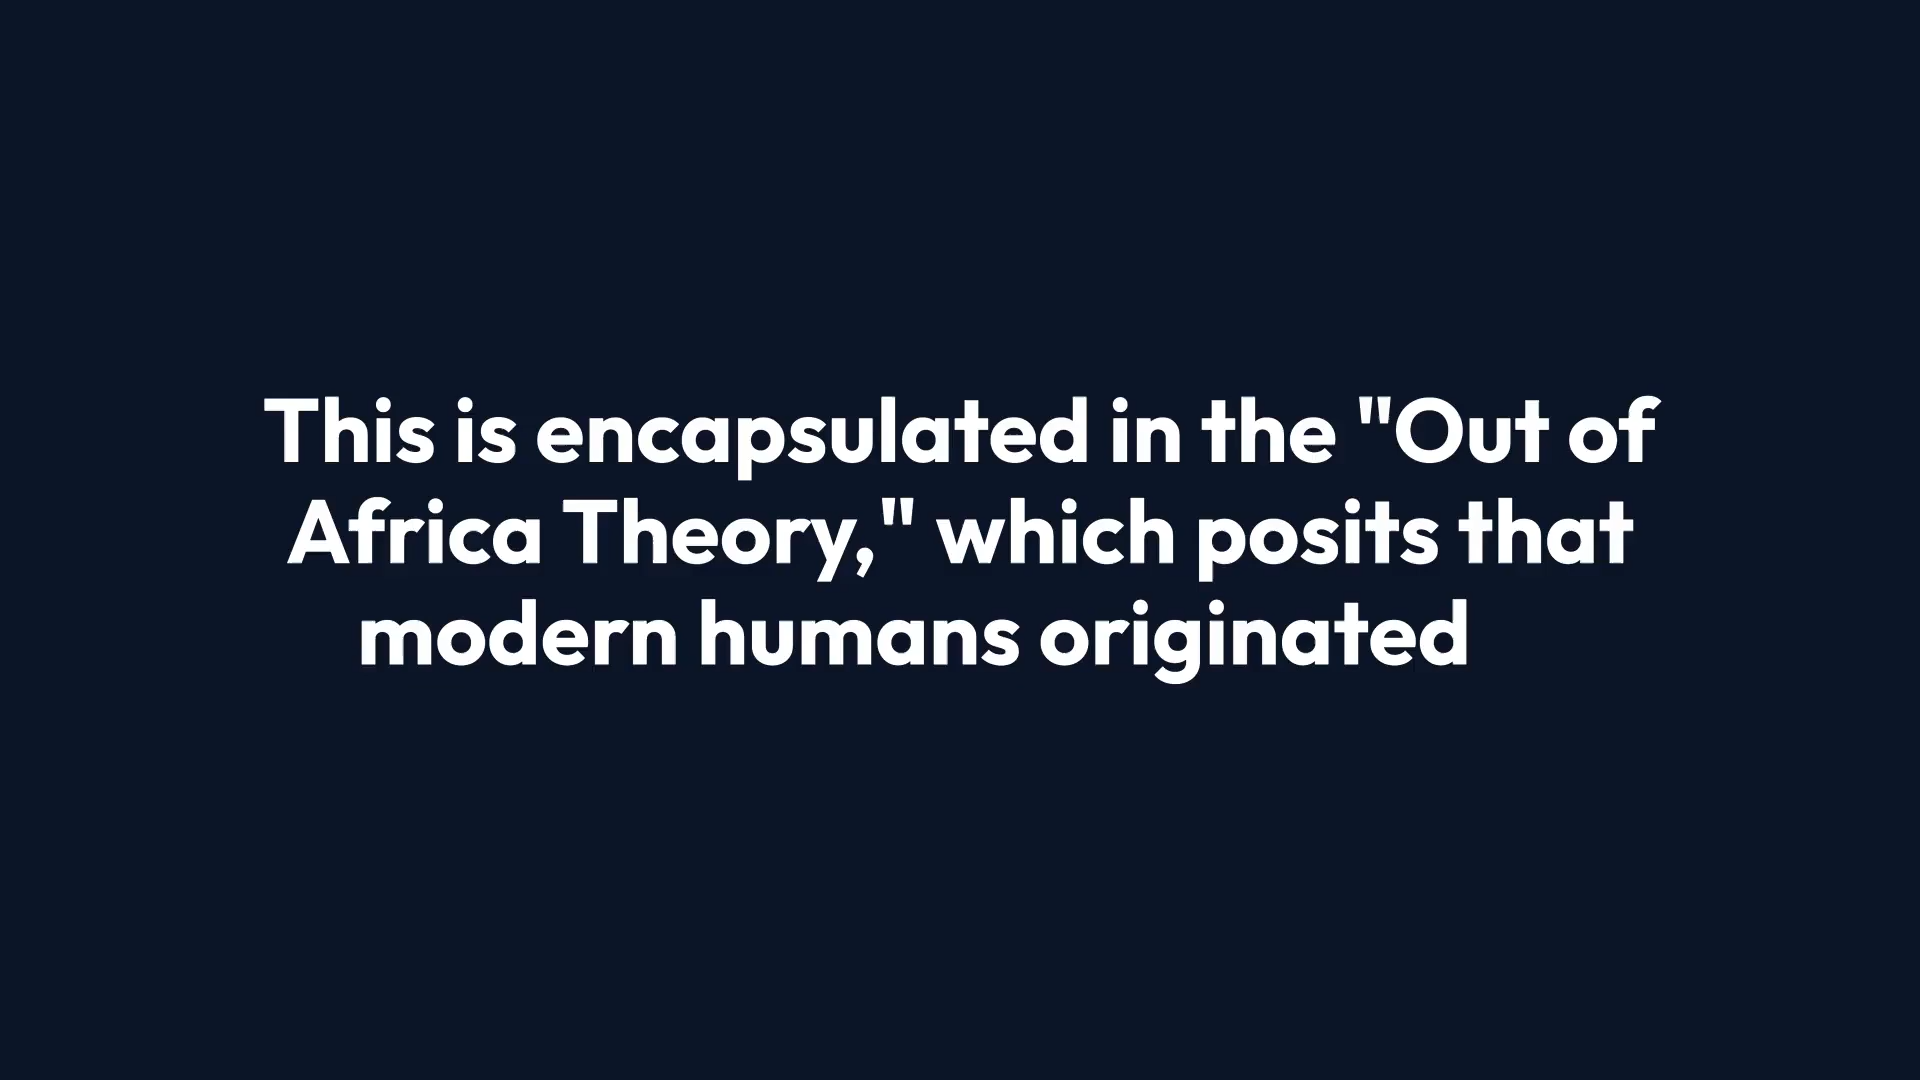 This is encapsulated in the "Out of
Africa Theory," which posits that
modern humans originated